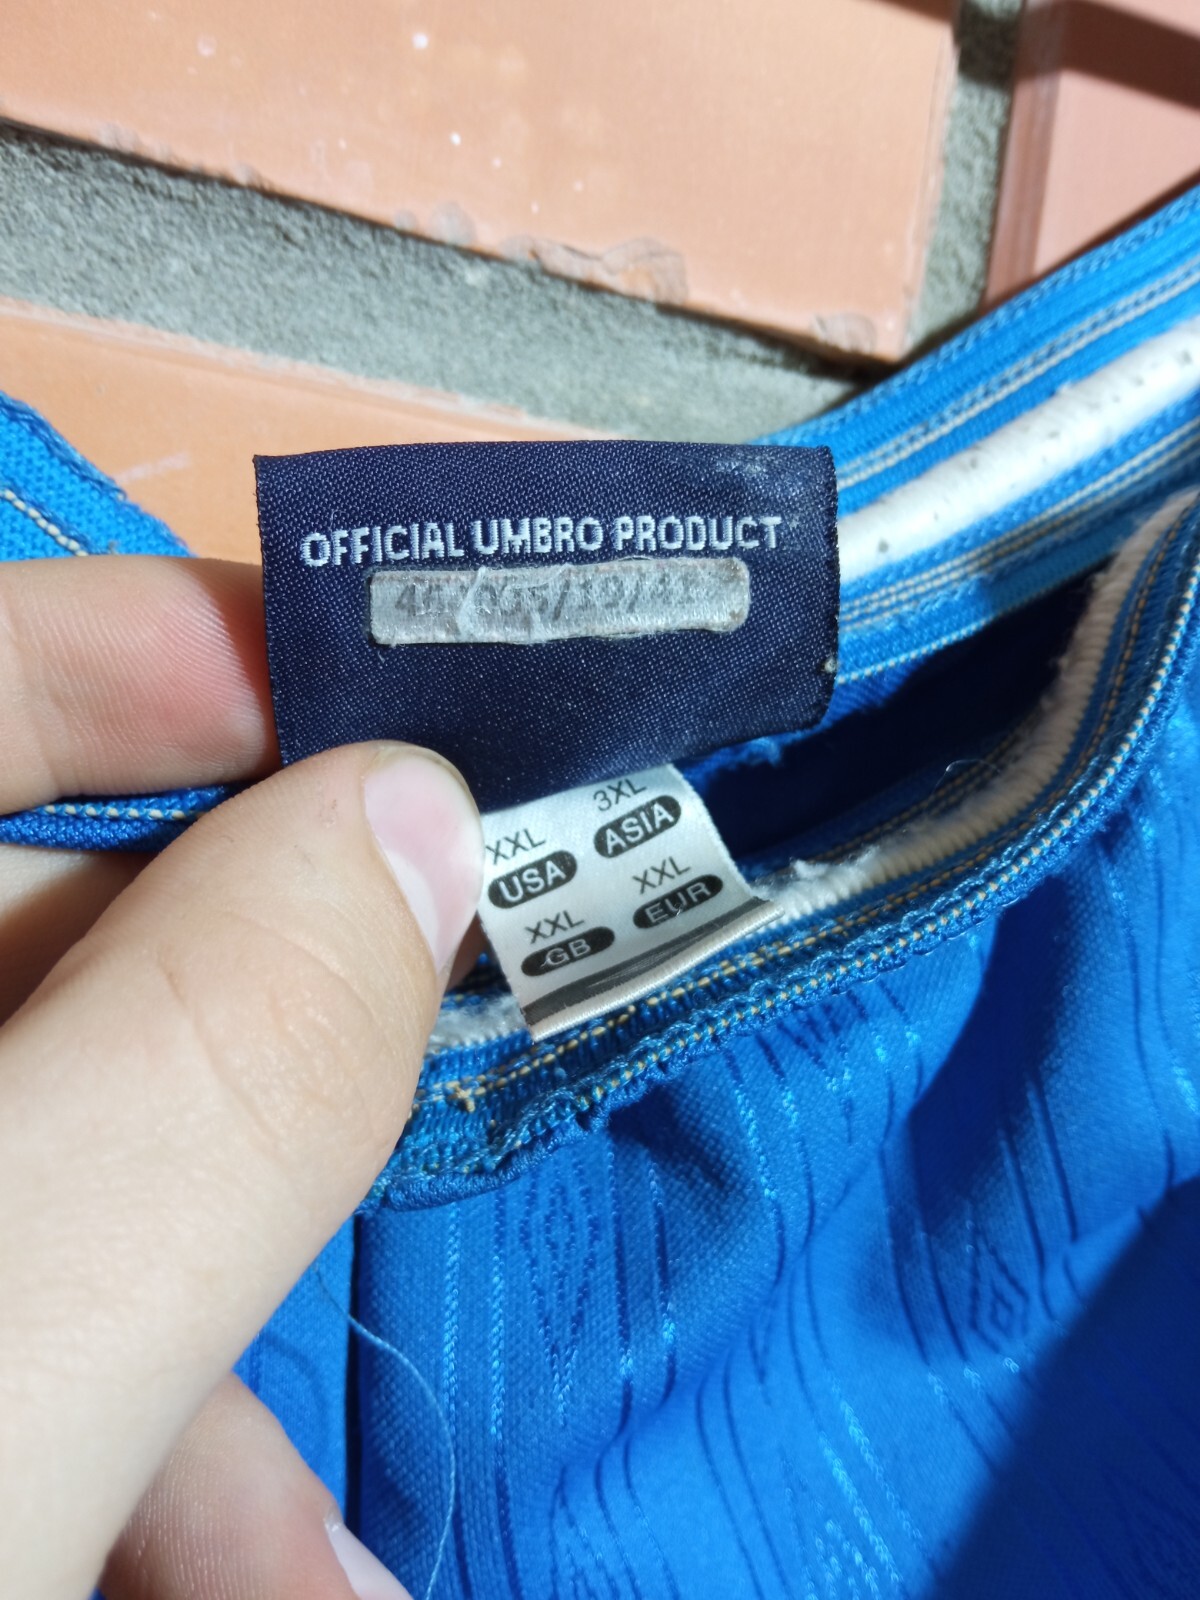 OFFICIAL UMBRO PRODUCT
XXL
USA
3XL
ASIA
XXL
GB
XXL
EUR